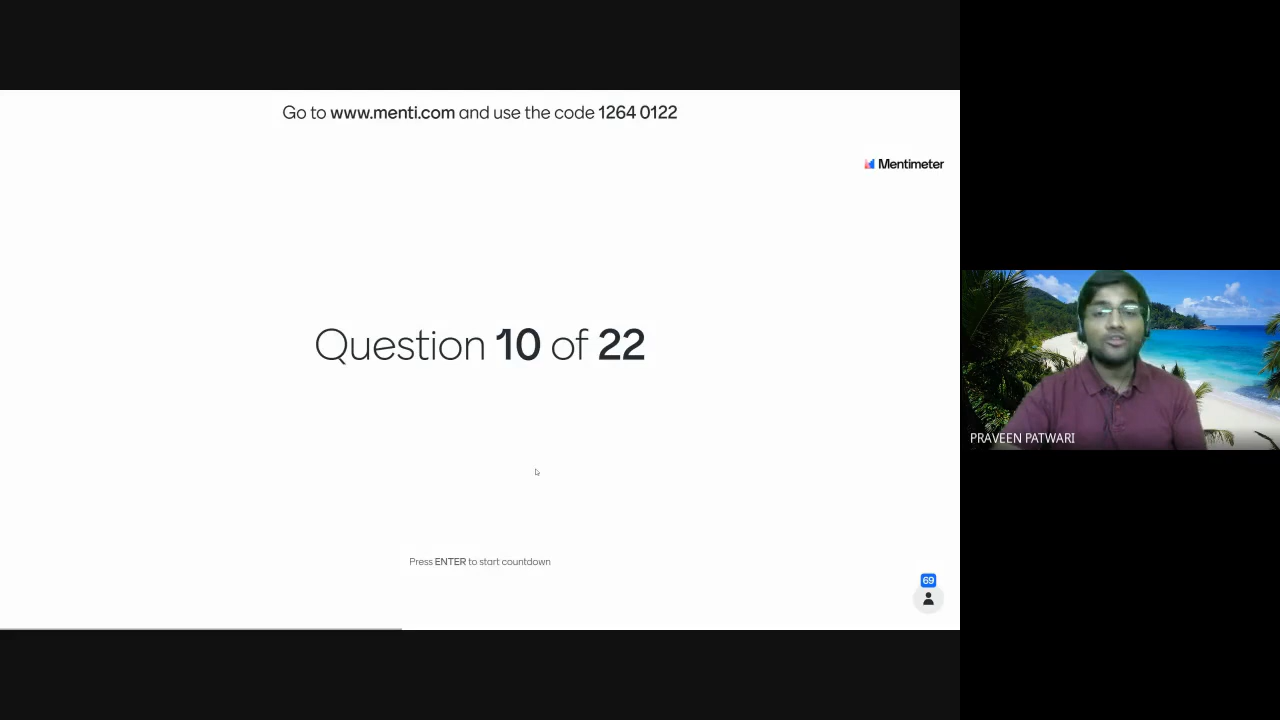 Go to www.menti.com and use the code 1264 0122
Mentimeter
Question 10 of 22
PRAVEEN PATWARI
Press ENTER to start countdown
69